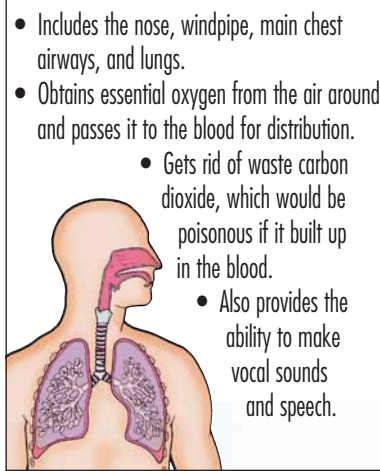 • Includes the nose, windpipe, main chest
airways, and lungs.
• Obtains essential oxygen from the air around
and passes it to the blood for distribution.
• Gets rid of waste carbon
dioxide, which would be
poisonous if it built up
in the blood.
• Also provides the
ability to make
vocal sounds
and speech.